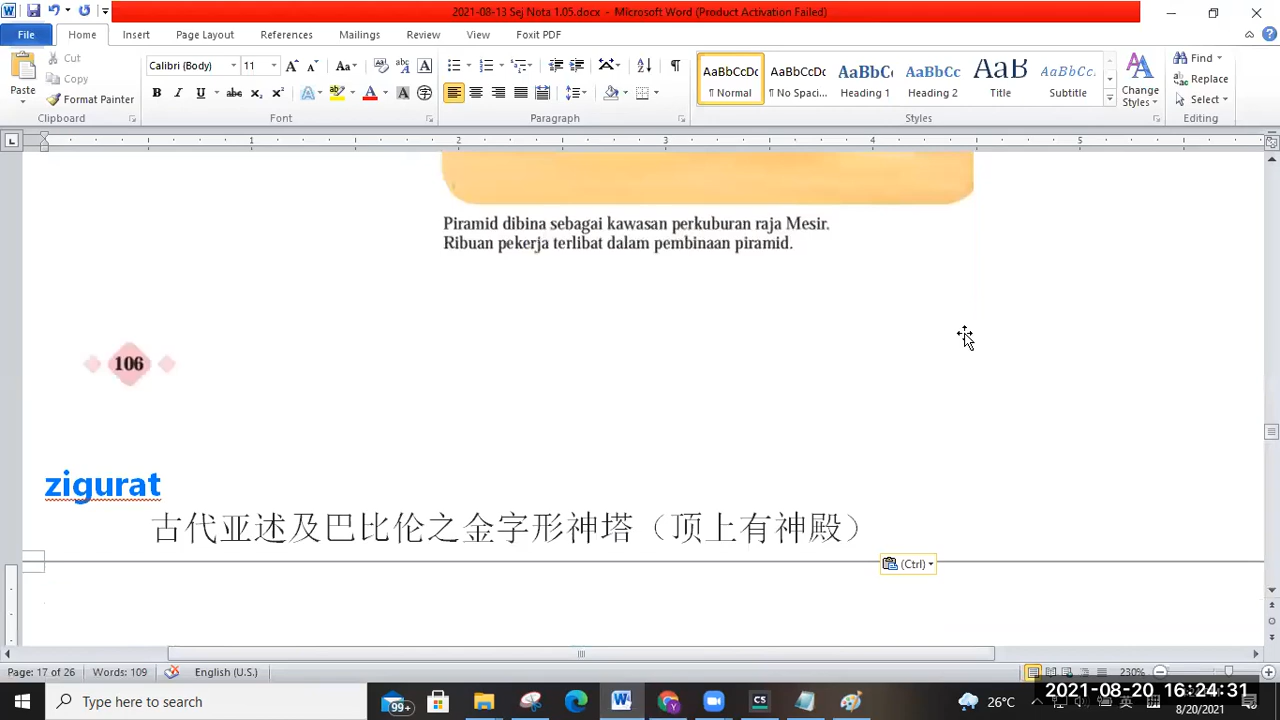 2021-08-13 Sej Nota 1.05.docx - Microsoft Word (Product Activation Failed)
File Home Insert Page Layout References Mailings Review View Foxit PDF
Paste
Cut
Copy
Format Painter
Clipboard
Calibri (Body) 11
Font
Paragraph
AaBbCcDc AaBbCcDc AaBbC AaBbCc AaB AaBbCcL
¶ Normal ¶ No Spaci... Heading 1 Heading 2 Title Subtitle
Change
Styles
Styles
Find
Replace
Select
Editing
1 2 3 4 5
Piramid dibina sebagai kawasan perkuburan raja Mesir.
Ribuan pekerja terlibat dalam pembinaan piramid.
106
zigurat
古代亚述及巴比伦之金字形神塔（顶上有神殿）
(Ctrl)
Page: 17 of 26 Words: 109 English (U.S.) 230%
Type here to search
99+
26°C
2021-08-20 16:24:31
8/20/2021